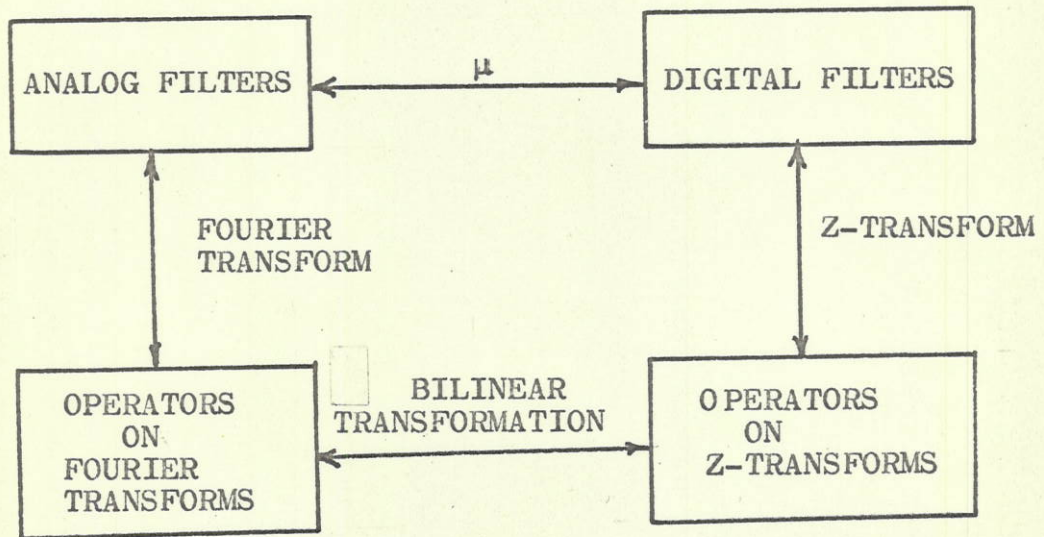 ANALOG FILTERS
μ
DIGITAL FILTERS
FOURIER
TRANSFORM
Z-TRANSFORM
OPERATORS
ON
FOURIER
TRANSFORMS
BILINEAR
TRANSFORMATION
OPERATORS
ON
Z-TRANSFORMS